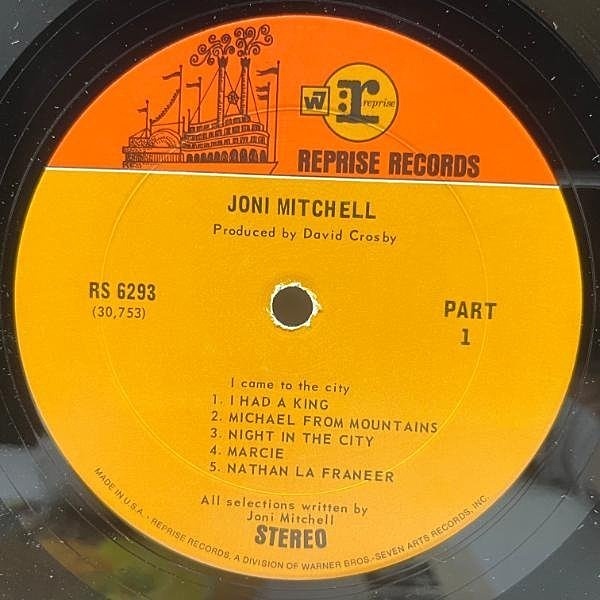 W7 r: reprise
REPRISE RECORDS
JONI MITCHELL
Produced by David Crosby
RS 6293
(30,753)
PART
1
I came to the city
1. I HAD A KING
2. MICHAEL FROM MOUNTAINS
3. NIGHT IN THE CITY
4. MARCIE
5. NATHAN LA FRANEER
All selections written by
Joni Mitchell
STEREO
MADE IN U.S.A. - REPRISE RECORDS, A DIVISION OF WARNER BROS.-SEVEN ARTS RECORDS, INC.